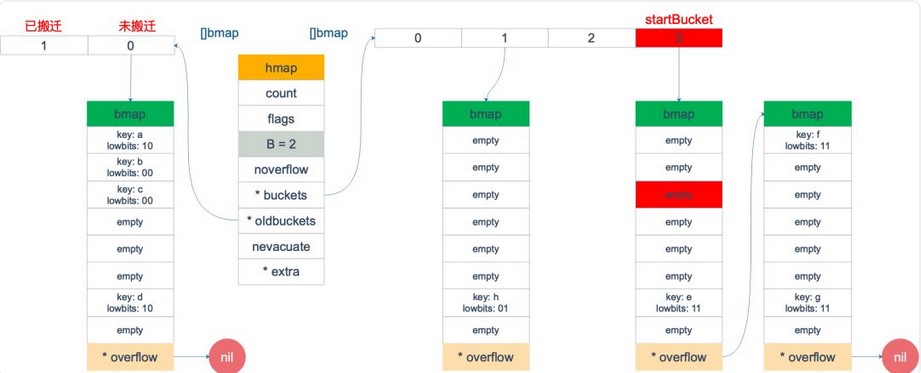 已搬迁
未搬迁
1
0
[]bmap
[]bmap
startBucket
0
1
2
3
hmap
count
flags
B = 2
noverflow
* buckets
* oldbuckets
nevacuate
* extra
bmap
key: a
lowbits: 10
key: b
lowbits: 00
key: c
lowbits: 00
empty
empty
empty
key: d
lowbits: 10
empty
* overflow
nil
bmap
empty
empty
empty
empty
empty
empty
key: h
lowbits: 01
empty
* overflow
bmap
empty
empty
empty
empty
empty
empty
key: e
lowbits: 11
empty
* overflow
bmap
key: f
lowbits: 11
empty
empty
empty
empty
empty
key: g
lowbits: 11
empty
* overflow
nil